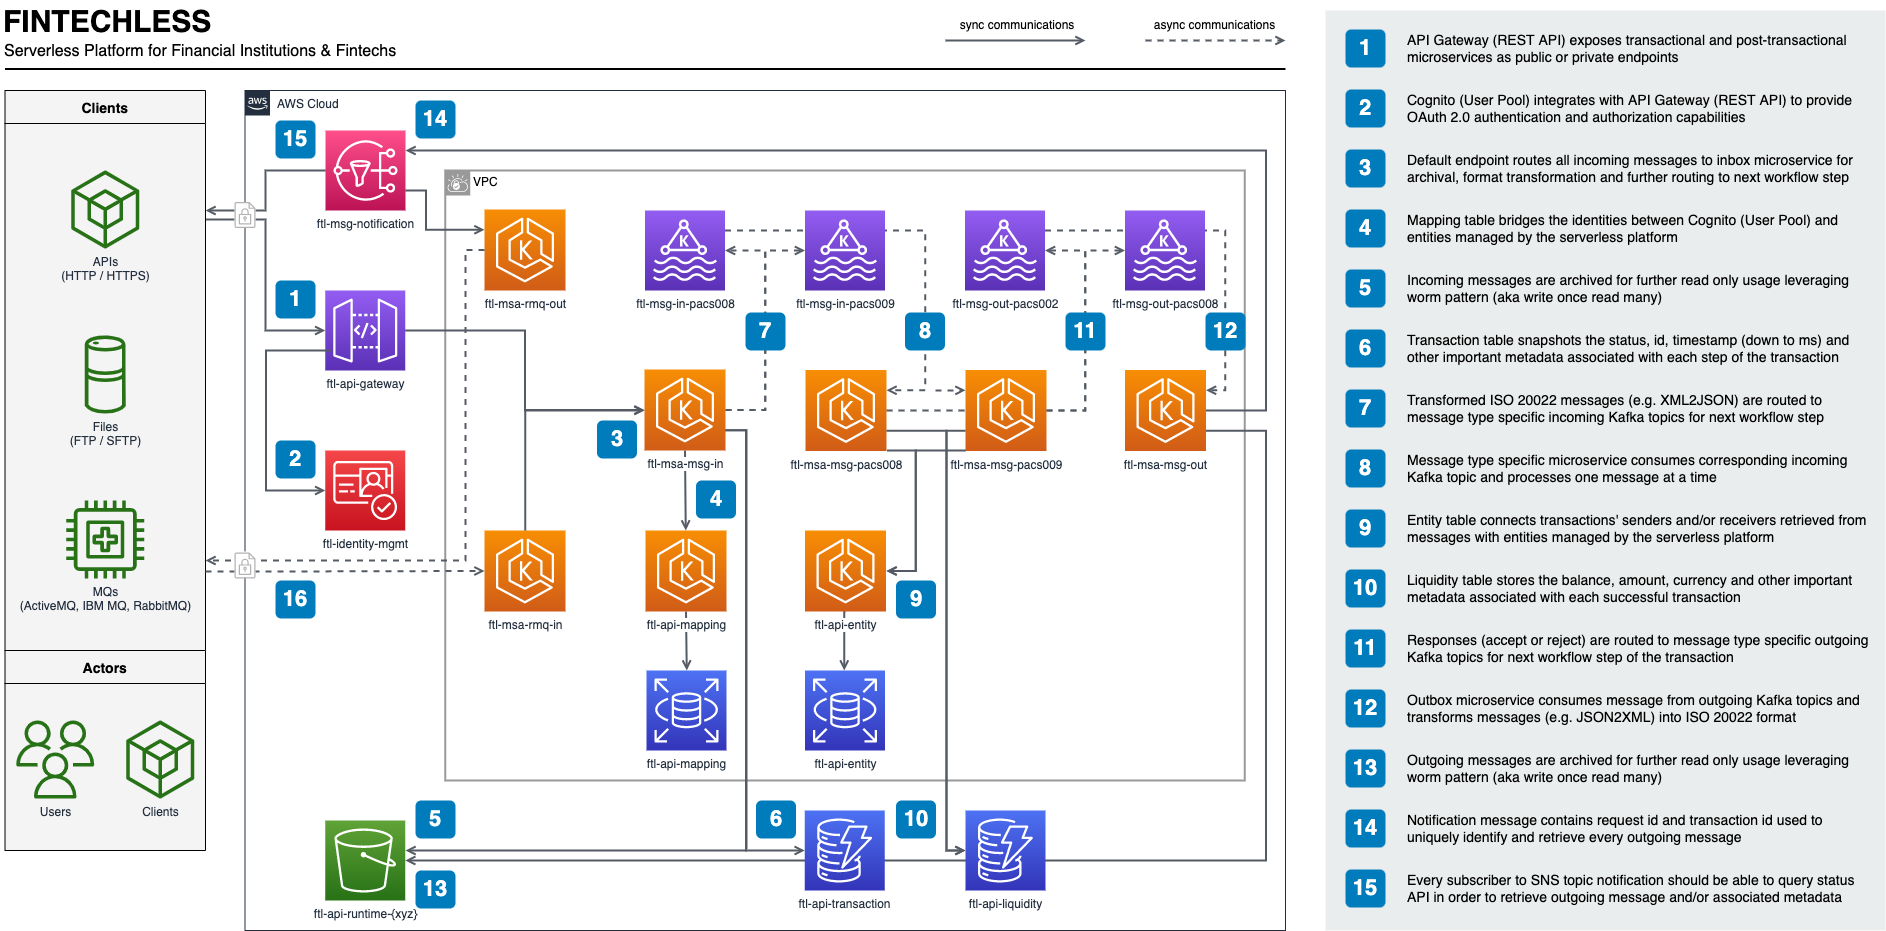 FINTECHLESS
Serverless Platform for Financial Institutions & Fintechs
sync communications
async communications
Clients
APIs
(HTTP / HTTPS)
Files
(FTP / SFTP)
MQs
(ActiveMQ, IBM MQ, RabbitMQ)
Actors
Users
Clients
aws
AWS Cloud
15
14
ftl-msg-notification
VPC
K
ftl-msa-rmq-out
K
ftl-msg-in-pacs008
K
ftl-msg-in-pacs009
K
ftl-msg-out-pacs002
K
ftl-msg-out-pacs008
1
</>
ftl-api-gateway
7
8
11
12
2
ftl-identity-mgmt
3
K
ftl-msa-msg-in
K
ftl-msa-msg-pacs008
K
ftl-msa-msg-pacs009
K
ftl-msa-msg-out
4
16
K
ftl-msa-rmq-in
K
ftl-api-mapping
K
ftl-api-entity
9
ftl-api-mapping
ftl-api-entity
5
13
ftl-api-runtime-{xyz}
6
ftl-api-transaction
10
ftl-api-liquidity
1
API Gateway (REST API) exposes transactional and post-transactional
microservices as public or private endpoints
2
Cognito (User Pool) integrates with API Gateway (REST API) to provide
OAuth 2.0 authentication and authorization capabilities
3
Default endpoint routes all incoming messages to inbox microservice for
archival, format transformation and further routing to next workflow step
4
Mapping table bridges the identities between Cognito (User Pool) and
entities managed by the serverless platform
5
Incoming messages are archived for further read only usage leveraging
worm pattern (aka write once read many)
6
Transaction table snapshots the status, id, timestamp (down to ms) and
other important metadata associated with each step of the transaction
7
Transformed ISO 20022 messages (e.g. XML2JSON) are routed to
message type specific incoming Kafka topics for next workflow step
8
Message type specific microservice consumes corresponding incoming
Kafka topic and processes one message at a time
9
Entity table connects transactions' senders and/or receivers retrieved from
messages with entities managed by the serverless platform
10
Liquidity table stores the balance, amount, currency and other important
metadata associated with each successful transaction
11
Responses (accept or reject) are routed to message type specific outgoing
Kafka topics for next workflow step of the transaction
12
Outbox microservice consumes message from outgoing Kafka topics and
transforms messages (e.g. JSON2XML) into ISO 20022 format
13
Outgoing messages are archived for further read only usage leveraging
worm pattern (aka write once read many)
14
Notification message contains request id and transaction id used to
uniquely identify and retrieve every outgoing message
15
Every subscriber to SNS topic notification should be able to query status
API in order to retrieve outgoing message and/or associated metadata